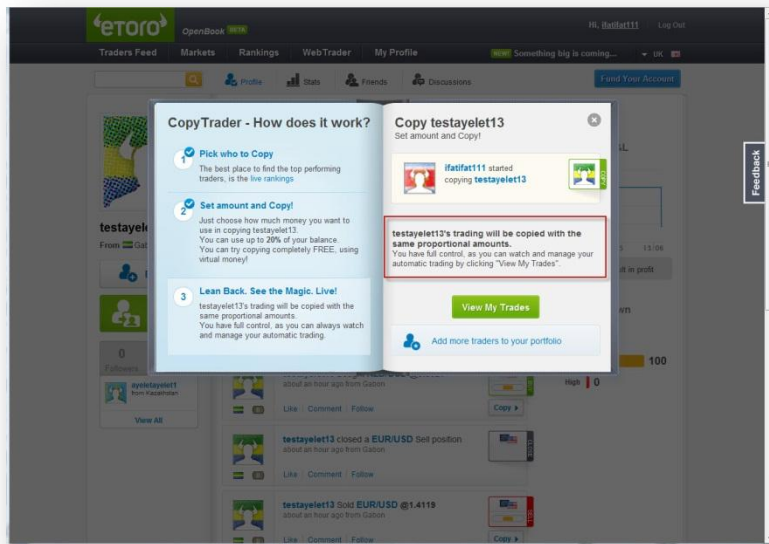 eToro OpenBook BETA
Hi, ifatifat111 Log Out
Traders Feed Markets Rankings WebTrader My Profile NEW! Something big is coming... UK
Profile Stats Friends Discussions Fund Your Account
CopyTrader - How does it work?
1 Pick who to Copy
The best place to find the top performing
traders, is the live rankings
2 Set amount and Copy!
Just choose how much money you want to
use in copying testayelet13.
You can use up to 20% of your balance.
You can try copying completely FREE, using
virtual money!
3 Lean Back. See the Magic. Live!
testayelet13's trading will be copied with the
same proportional amounts.
You have full control, as you can always watch
and manage your automatic trading.
Copy testayelet13
Set amount and Copy!
ifatifat111 started
copying testayelet13
COPY
testayelet13's trading will be copied with the
same proportional amounts.
You have full control, as you can watch and manage your
automatic trading by clicking "View My Trades".
View My Trades
Add more traders to your portfolio
Feedback
testayel
From Gab
0
Followers
ayeletayelet1
from Kazakhstan
View All
13:08
in profit
100
High 0
about an hour ago from Gabon
Like Comment Follow
Copy
testayelet13 closed a EUR/USD Sell position
about an hour ago from Gabon
Like Comment Follow
testayelet13 Sold EUR/USD @1.4119
about an hour ago from Gabon
Like Comment Follow
Copy